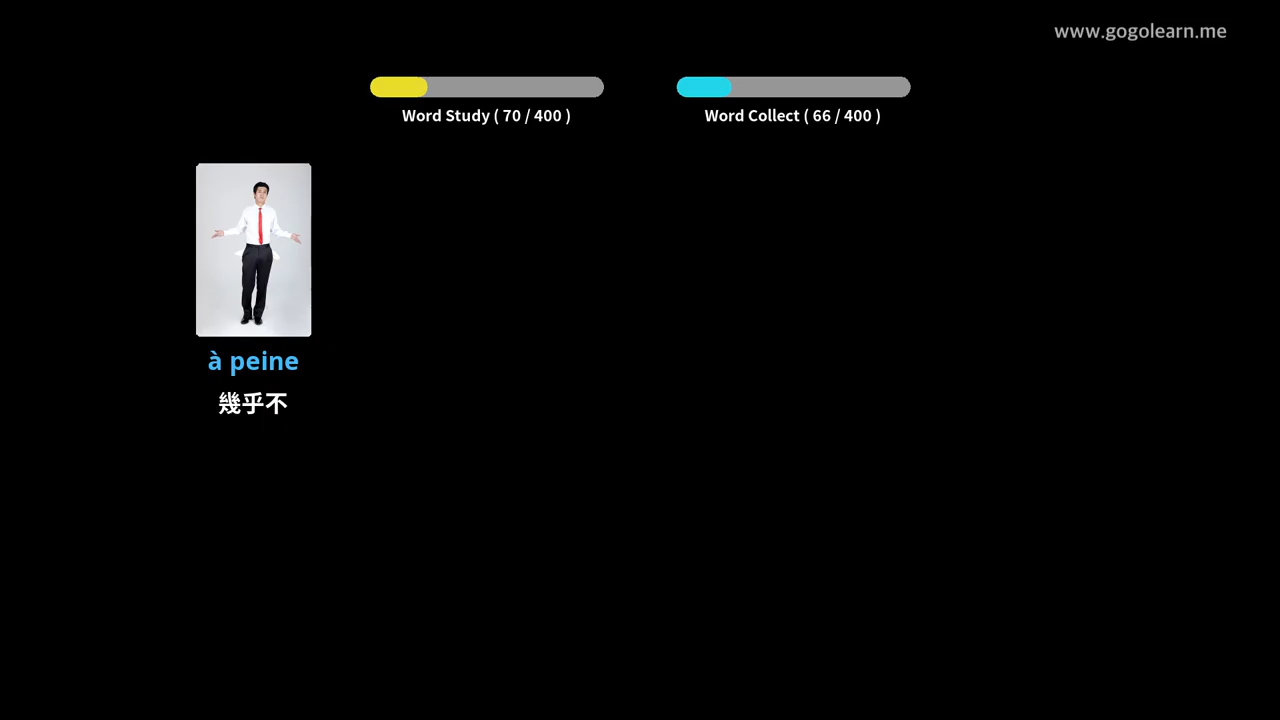 www.gogolearn.me
Word Study ( 70 / 400 )
Word Collect ( 66 / 400 )
à peine
幾乎不